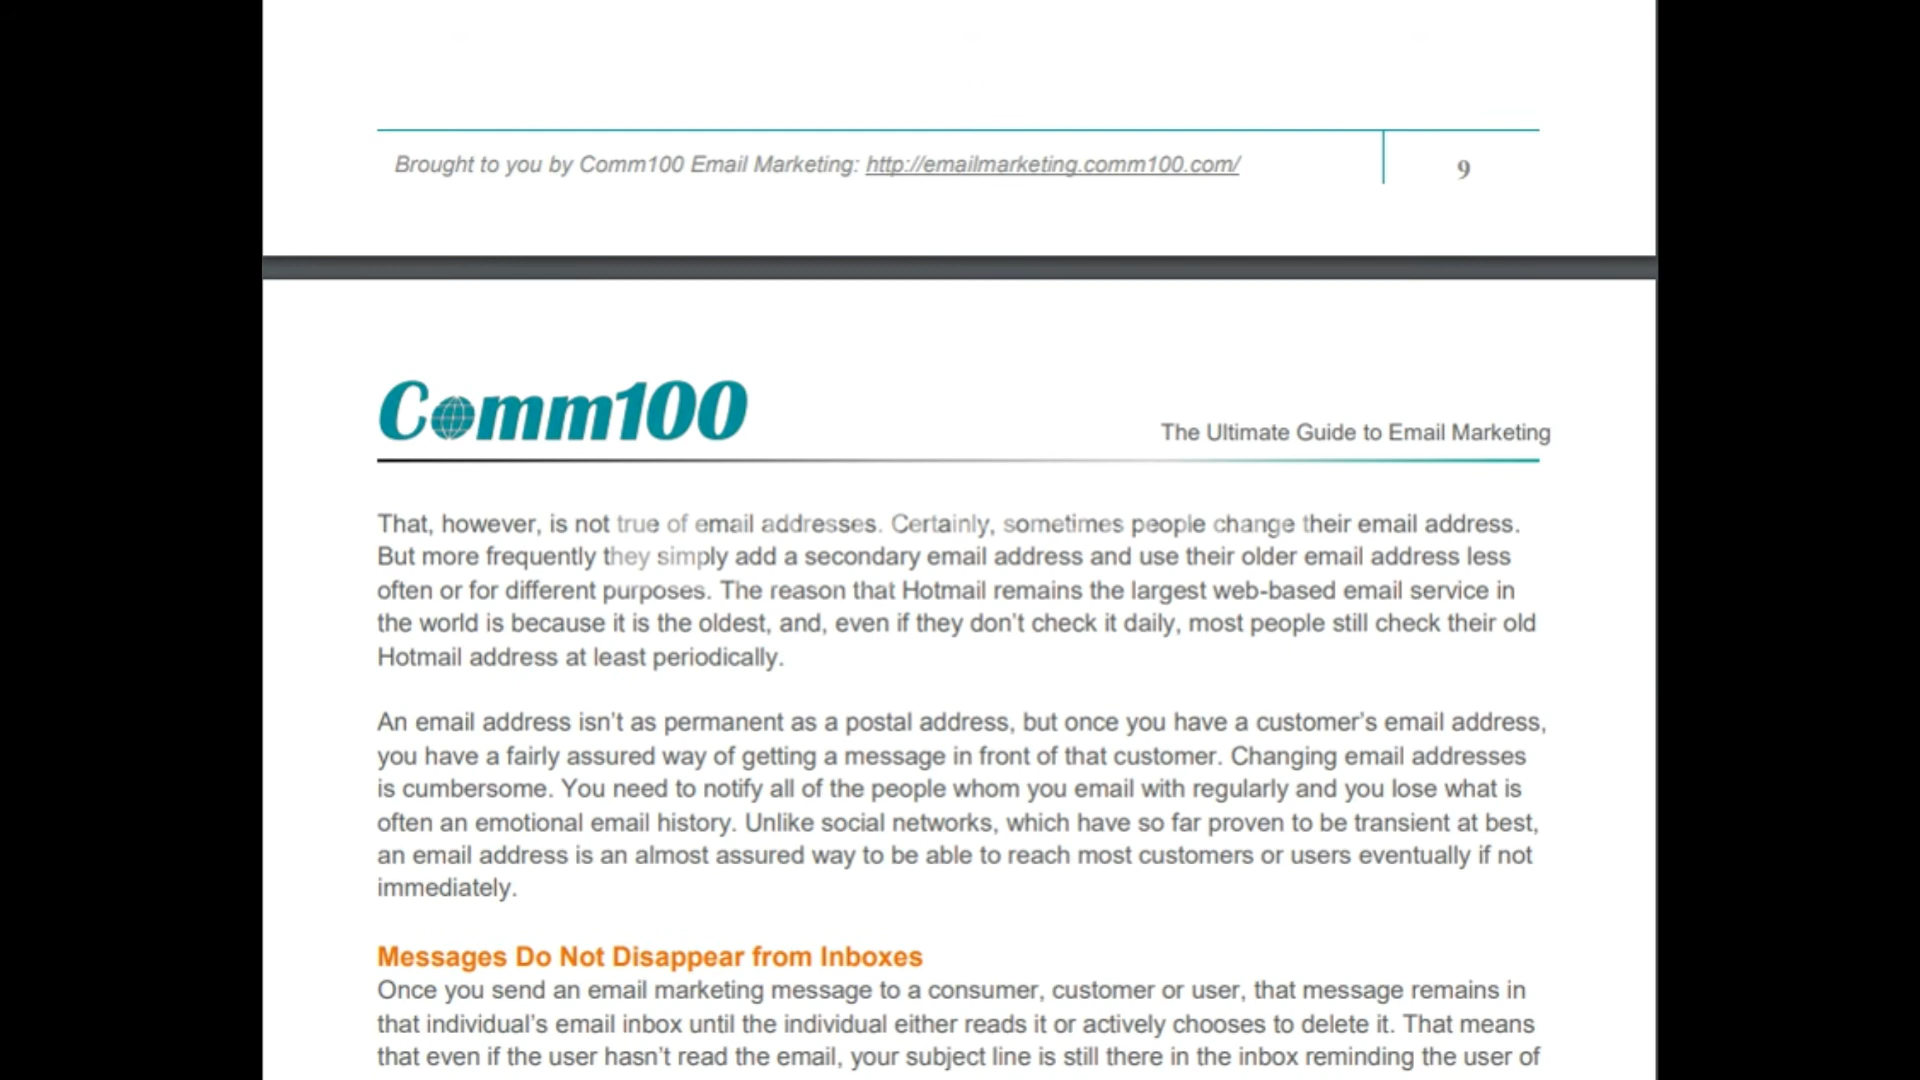 Brought to you by Comm100 Email Marketing: http://emailmarketing.comm100.com/
9
Comm100
The Ultimate Guide to Email Marketing
That, however, is not true of email addresses. Certainly, sometimes people change their email address.
But more frequently they simply add a secondary email address and use their older email address less
often or for different purposes. The reason that Hotmail remains the largest web-based email service in
the world is because it is the oldest, and, even if they don’t check it daily, most people still check their old
Hotmail address at least periodically.
An email address isn’t as permanent as a postal address, but once you have a customer’s email address,
you have a fairly assured way of getting a message in front of that customer. Changing email addresses
is cumbersome. You need to notify all of the people whom you email with regularly and you lose what is
often an emotional email history. Unlike social networks, which have so far proven to be transient at best,
an email address is an almost assured way to be able to reach most customers or users eventually if not
immediately.
Messages Do Not Disappear from Inboxes
Once you send an email marketing message to a consumer, customer or user, that message remains in
that individual’s email inbox until the individual either reads it or actively chooses to delete it. That means
that even if the user hasn’t read the email, your subject line is still there in the inbox reminding the user of